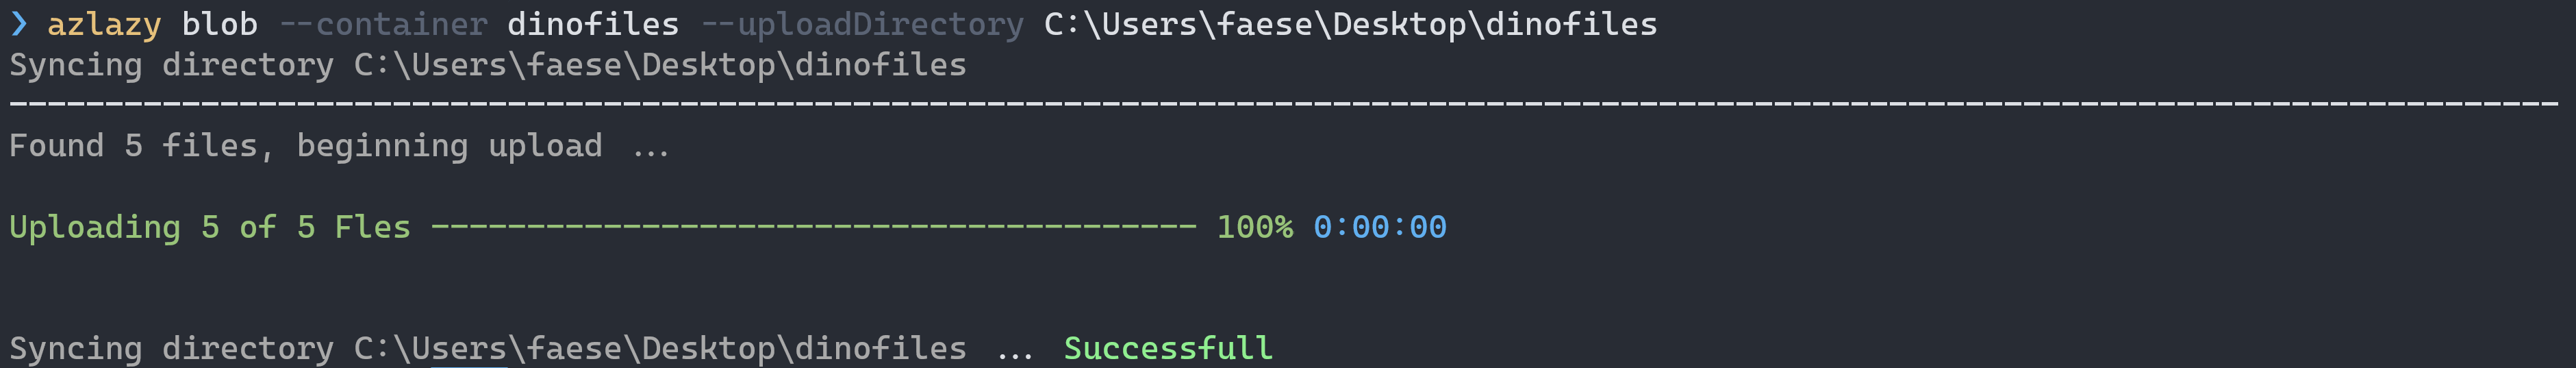 ❯ azlazy blob --container dinofiles --uploadDirectory C:\Users\faese\Desktop\dinofiles
Syncing directory C:\Users\faese\Desktop\dinofiles
Found 5 files, beginning upload ...
Uploading 5 of 5 Fles ---------------------------------------- 100% 0:00:00
Syncing directory C:\Users\faese\Desktop\dinofiles ... Successfull